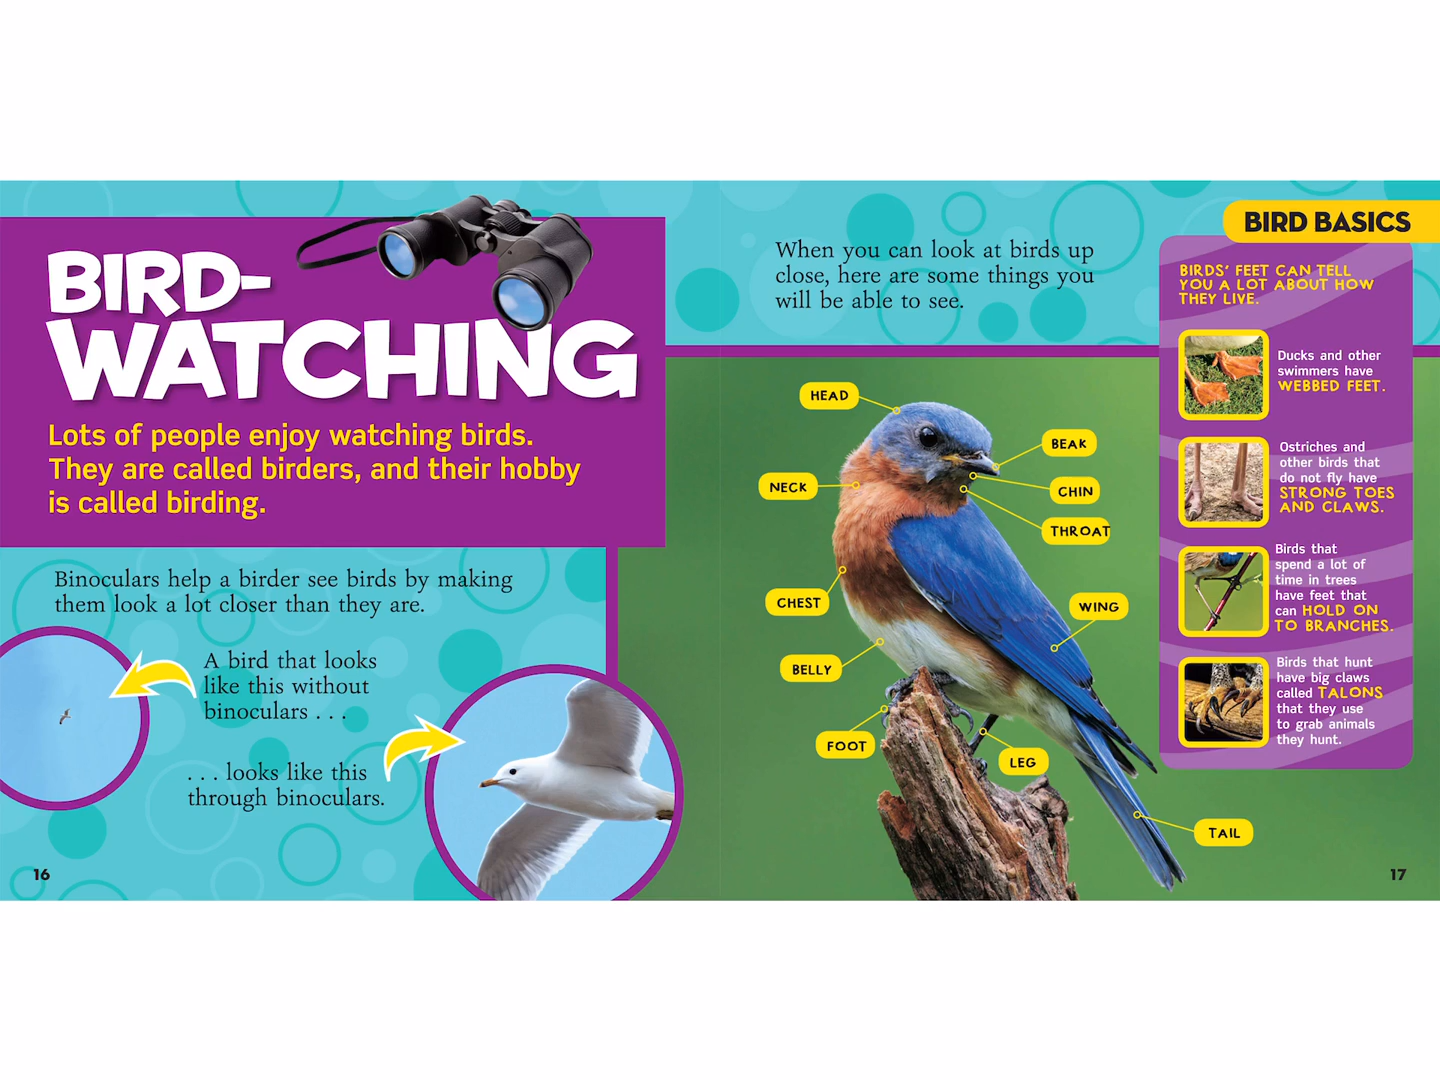 BIRD-
WATCHING
Lots of people enjoy watching birds.
They are called birders, and their hobby
is called birding.
Binoculars help a birder see birds by making
them look a lot closer than they are.
A bird that looks
like this without
binoculars . . .
. . . looks like this
through binoculars.
16
When you can look at birds up
close, here are some things you
will be able to see.
HEAD
BEAK
NECK
CHIN
THROAT
CHEST
WING
BELLY
FOOT
LEG
TAIL
BIRD BASICS
BIRDS' FEET CAN TELL
YOU A LOT ABOUT HOW
THEY LIVE.
Ducks and other
swimmers have
WEBBED FEET.
Ostriches and
other birds that
do not fly have
STRONG TOES
AND CLAWS.
Birds that
spend a lot of
time in trees
have feet that
can HOLD ON
TO BRANCHES.
Birds that hunt
have big claws
called TALONS
that they use
to grab animals
they hunt.
17